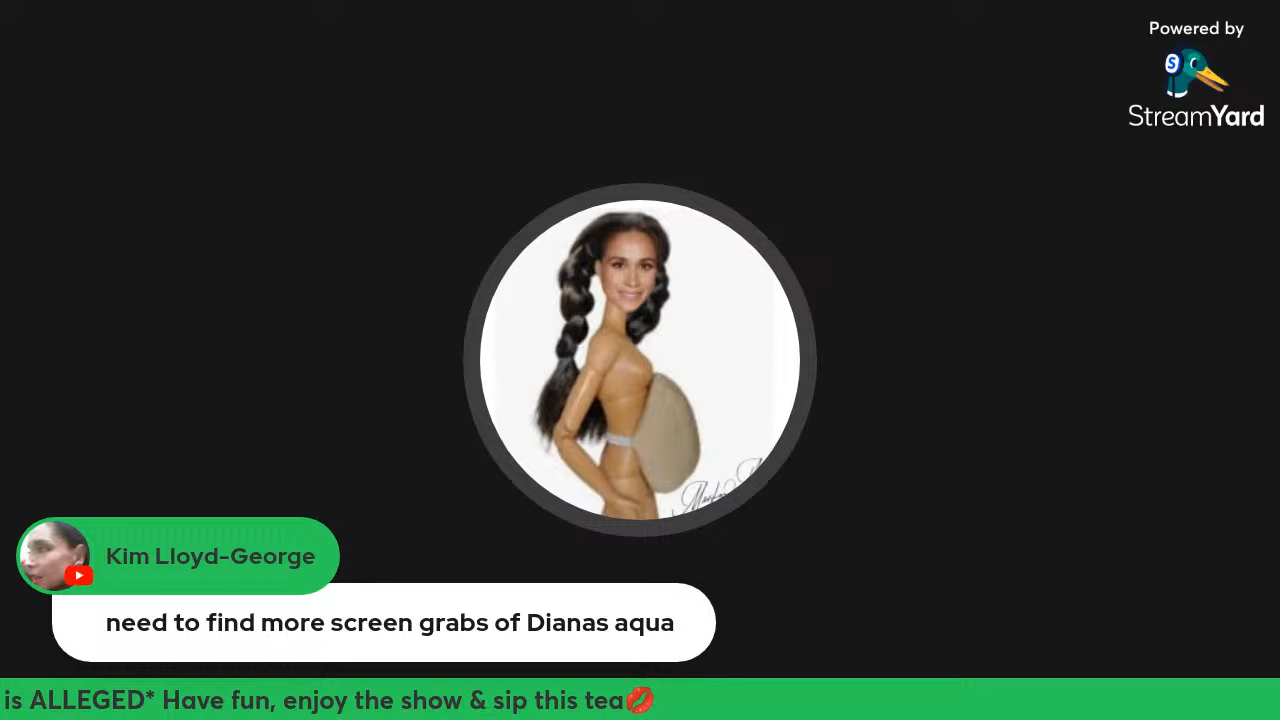 Powered by
S
StreamYard
Kim Lloyd-George
need to find more screen grabs of Dianas aqua
is ALLEGED* Have fun, enjoy the show & sip this tea💋